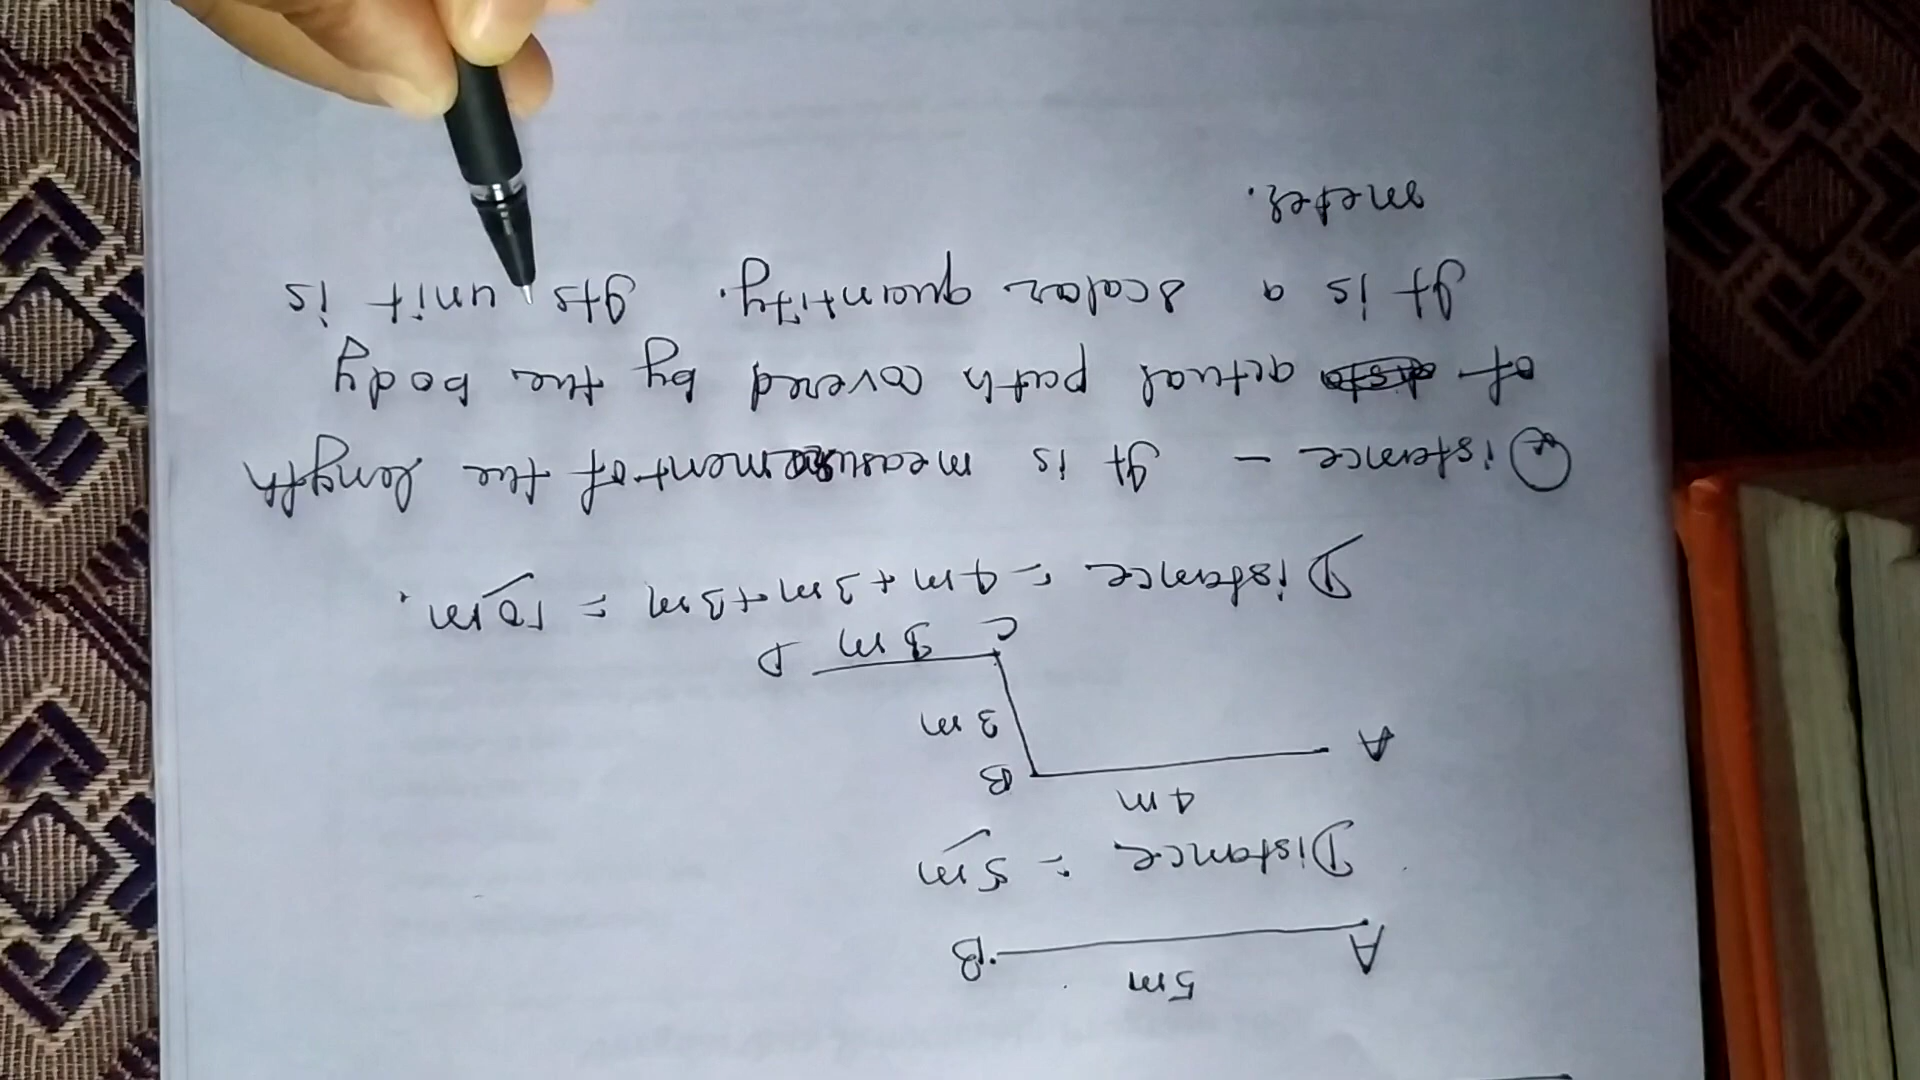 5m
A B
Distance = 5m
4m
A B
3m
C 3m D
Distance = 4m+3m+3m = 10m.
Distance - It is measurement of the length
of actual path covered by the body
It is a scalar quantity. Its unit is
meter.